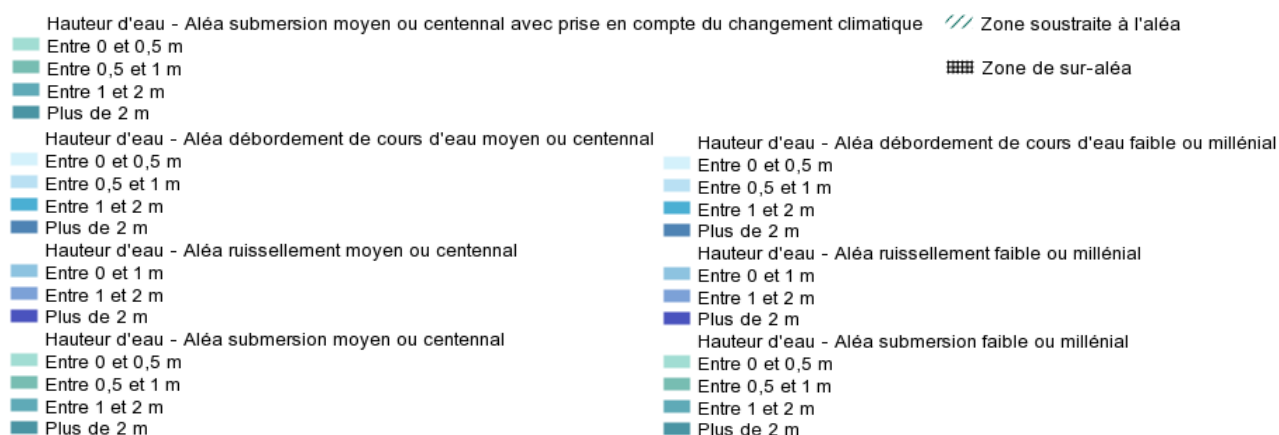 Hauteur d'eau - Aléa submersion moyen ou centennal avec prise en compte du changement climatique
Entre 0 et 0,5 m
Entre 0,5 et 1 m
Entre 1 et 2 m
Plus de 2 m
Zone soustraite à l'aléa
Zone de sur-aléa
Hauteur d'eau - Aléa débordement de cours d'eau moyen ou centennal
Entre 0 et 0,5 m
Entre 0,5 et 1 m
Entre 1 et 2 m
Plus de 2 m
Hauteur d'eau - Aléa ruissellement moyen ou centennal
Entre 0 et 1 m
Entre 1 et 2 m
Plus de 2 m
Hauteur d'eau - Aléa submersion moyen ou centennal
Entre 0 et 0,5 m
Entre 0,5 et 1 m
Entre 1 et 2 m
Plus de 2 m
Hauteur d'eau - Aléa débordement de cours d'eau faible ou millénial
Entre 0 et 0,5 m
Entre 0,5 et 1 m
Entre 1 et 2 m
Plus de 2 m
Hauteur d'eau - Aléa ruissellement faible ou millénial
Entre 0 et 1 m
Entre 1 et 2 m
Plus de 2 m
Hauteur d'eau - Aléa submersion faible ou millénial
Entre 0 et 0,5 m
Entre 0,5 et 1 m
Entre 1 et 2 m
Plus de 2 m